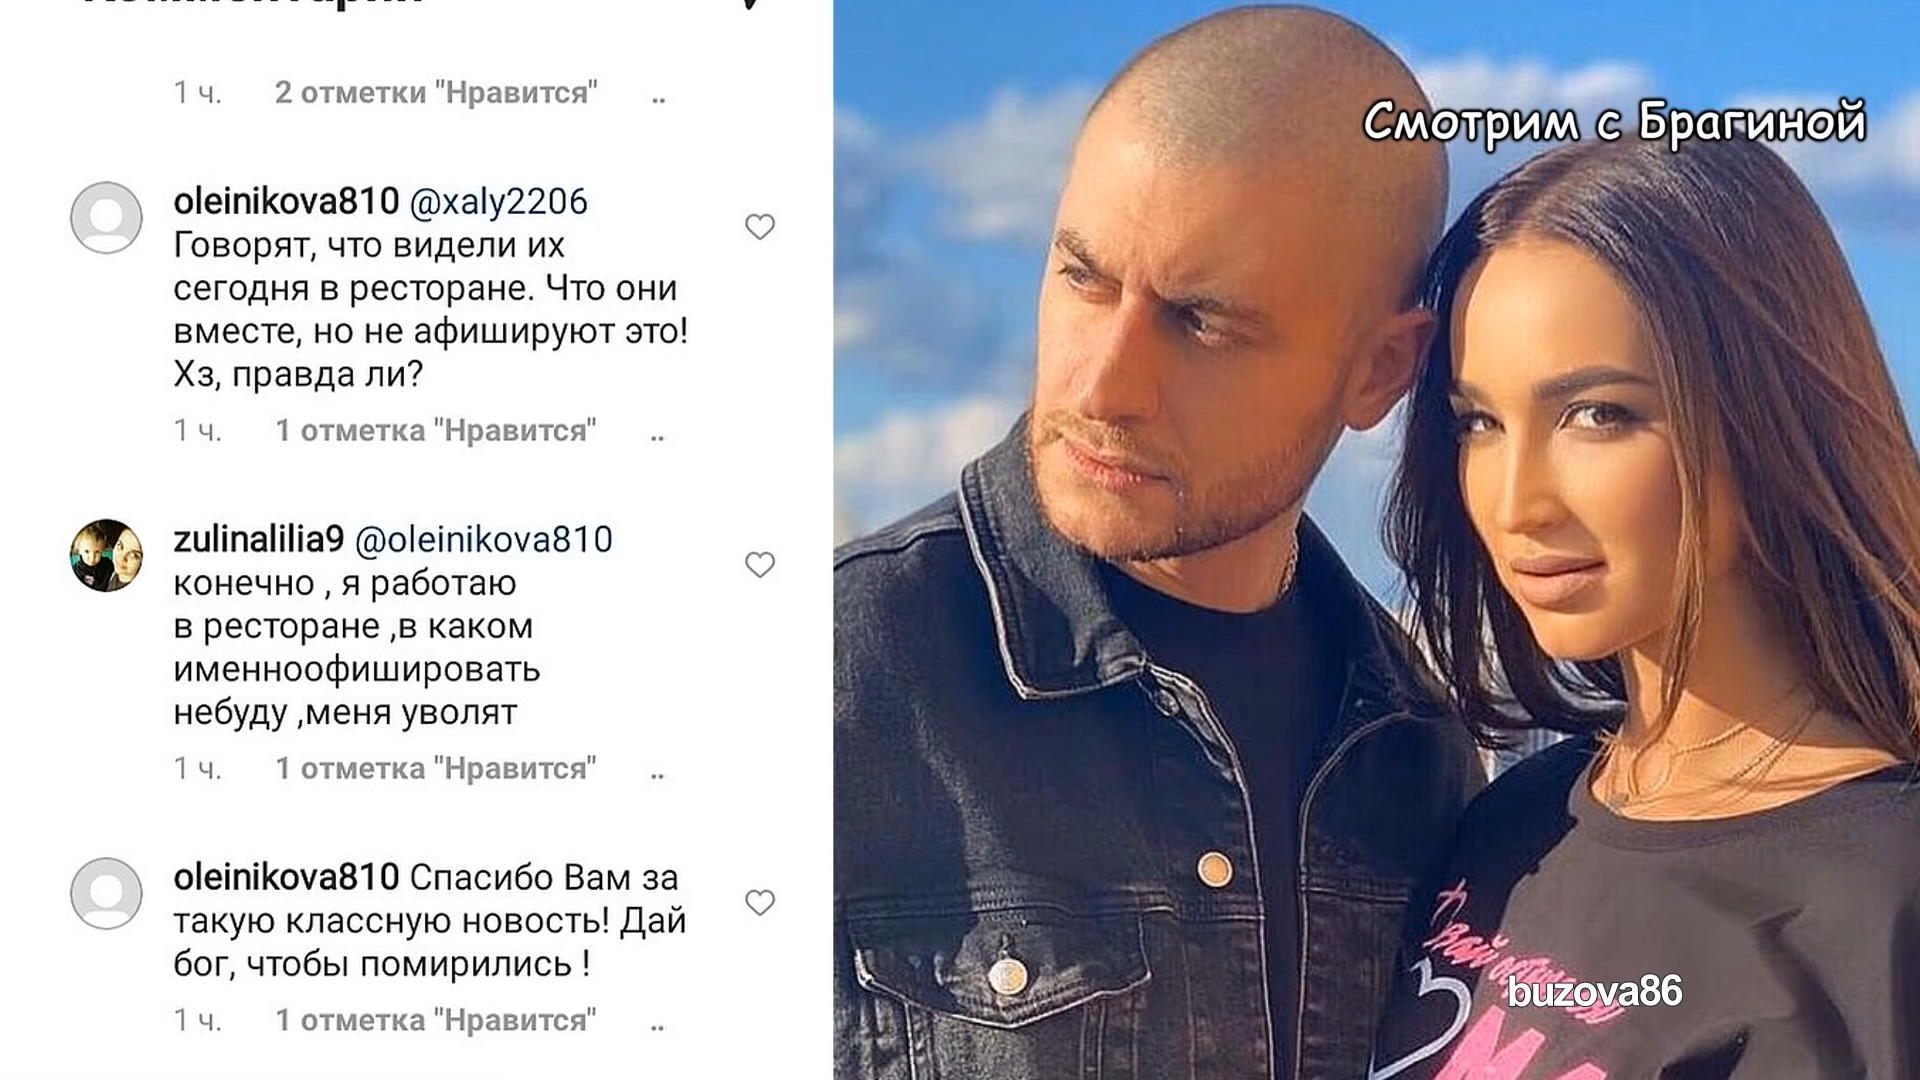 Комментарии
1 ч. 2 отметки "Нравится" ..
oleinikova810 @xaly2206
Говорят, что видели их
сегодня в ресторане. Что они
вместе, но не афишируют это!
Хз, правда ли?
1 ч. 1 отметка "Нравится" ..
zulinalilia9 @oleinikova810
конечно , я работаю
в ресторане ,в каком
именноофишировать
небуду ,меня уволят
1 ч. 1 отметка "Нравится" ..
oleinikova810 Спасибо Вам за
такую классную новость! Дай
бог, чтобы помирились !
1 ч. 1 отметка "Нравится" ..
Смотрим с Брагиной
buzova86